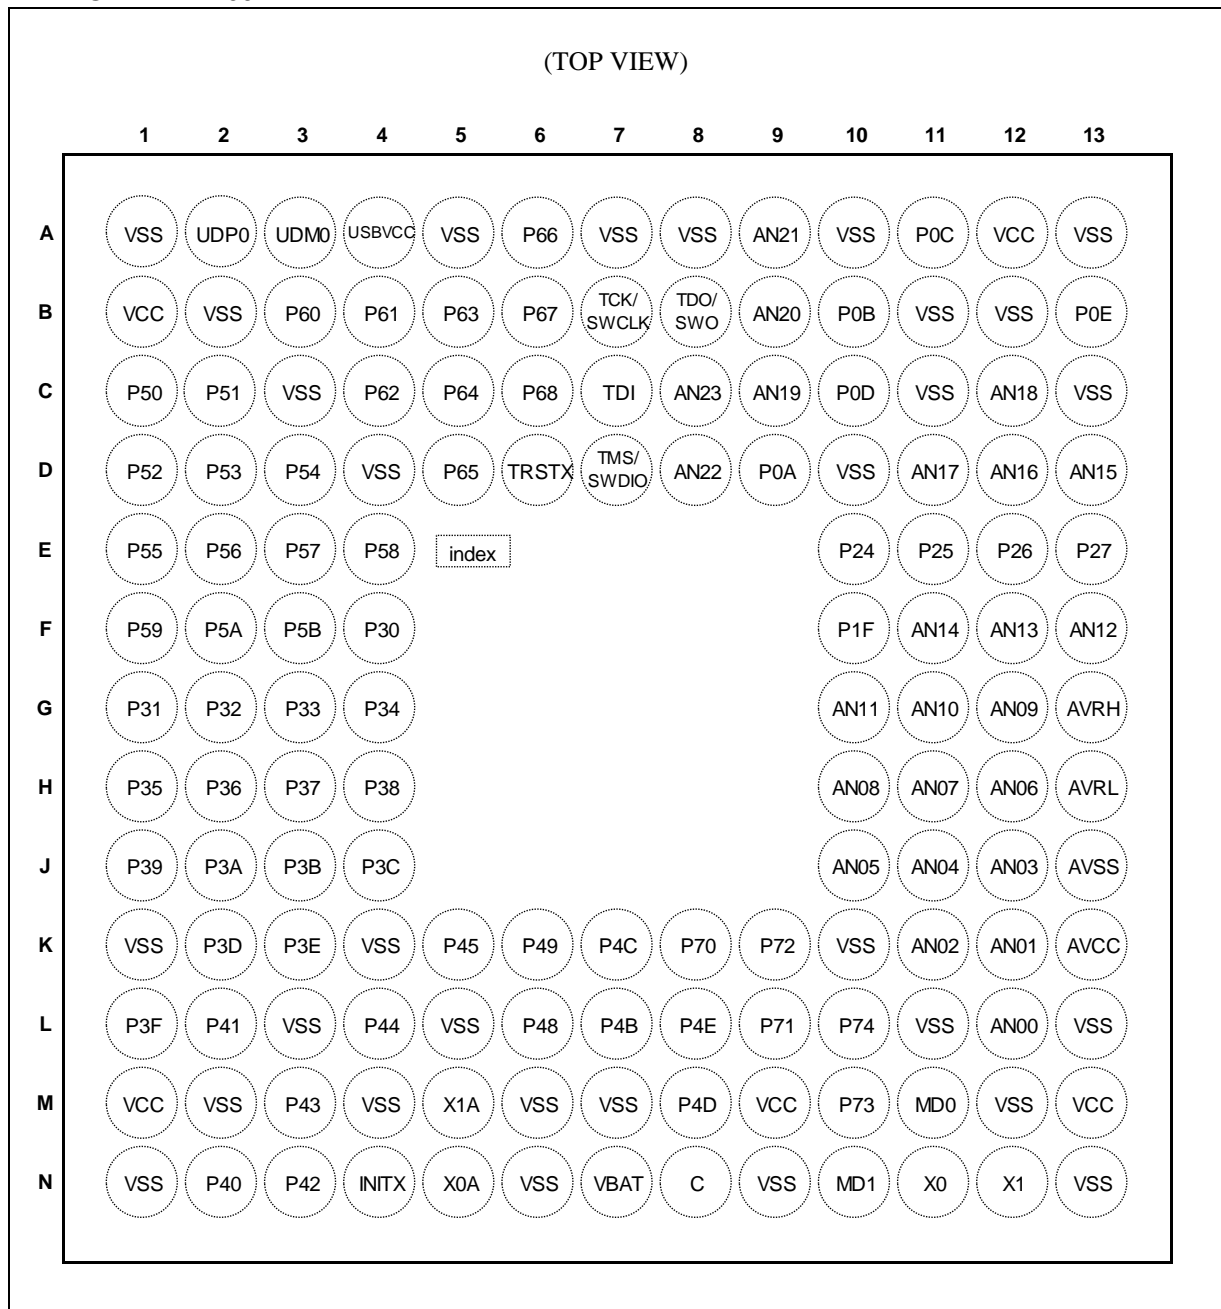 (TOP VIEW)
1 2 3 4 5 6 7 8 9 10 11 12 13
A VSS UDP0 UDM0 USBVCC VSS P66 VSS VSS AN21 VSS P0C VCC VSS
B VCC VSS P60 P61 P63 P67 TCK/SWCLK TDO/SWO AN20 P0B VSS VSS P0E
C P50 P51 VSS P62 P64 P68 TDI AN23 AN19 P0D VSS AN18 VSS
D P52 P53 P54 VSS P65 TRSTX TMS/SWDIO AN22 P0A VSS AN17 AN16 AN15
E P55 P56 P57 P58 index P24 P25 P26 P27
F P59 P5A P5B P30 P1F AN14 AN13 AN12
G P31 P32 P33 P34 AN11 AN10 AN09 AVRH
H P35 P36 P37 P38 AN08 AN07 AN06 AVRL
J P39 P3A P3B P3C AN05 AN04 AN03 AVSS
K VSS P3D P3E VSS P45 P49 P4C P70 P72 VSS AN02 AN01 AVCC
L P3F P41 VSS P44 VSS P48 P4B P4E P71 P74 VSS AN00 VSS
M VCC VSS P43 VSS X1A VSS VSS P4D VCC P73 MD0 VSS VCC
N VSS P40 P42 INITX X0A VSS VBAT C VSS MD1 X0 X1 VSS